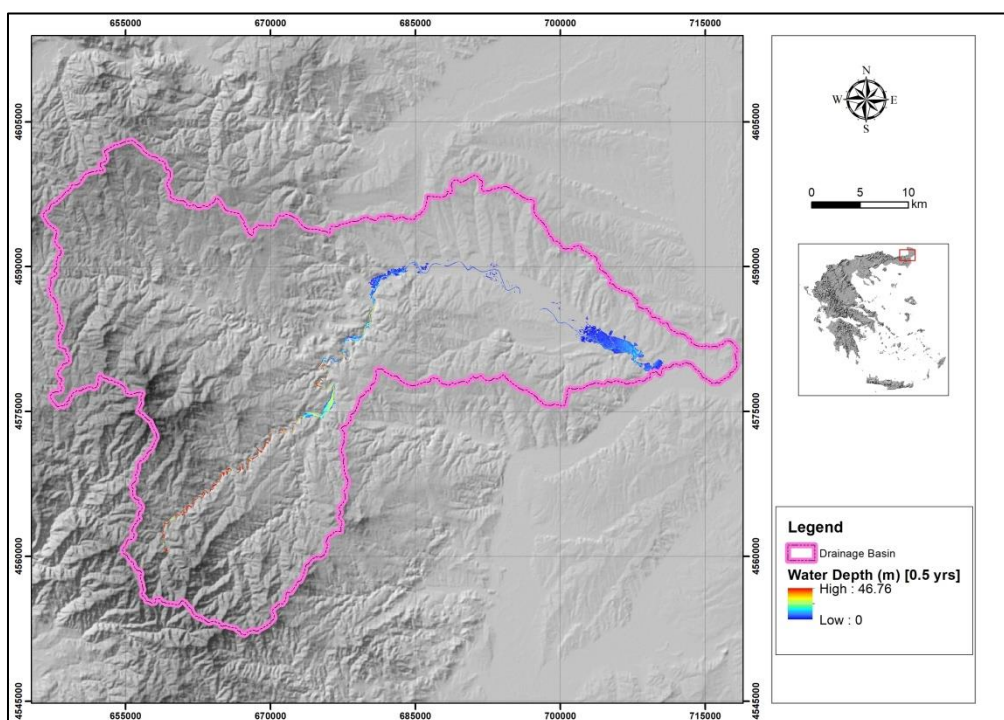 655000 670000 685000 700000 715000
4605000 4605000
4590000 4590000
4575000 4575000
4560000 4560000
4545000 4545000
655000 670000 685000 700000 715000
N
W E
S
0 5 10
km
Legend
Drainage Basin
Water Depth (m) [0.5 yrs]
High : 46.76
Low : 0